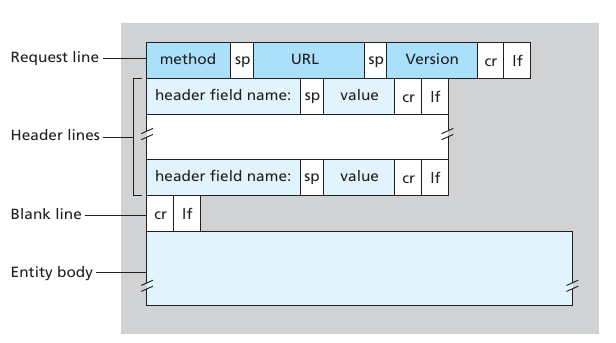 Request line method sp URL sp Version cr lf
header field name: sp value cr lf
Header lines
header field name: sp value cr lf
Blank line cr lf
Entity body